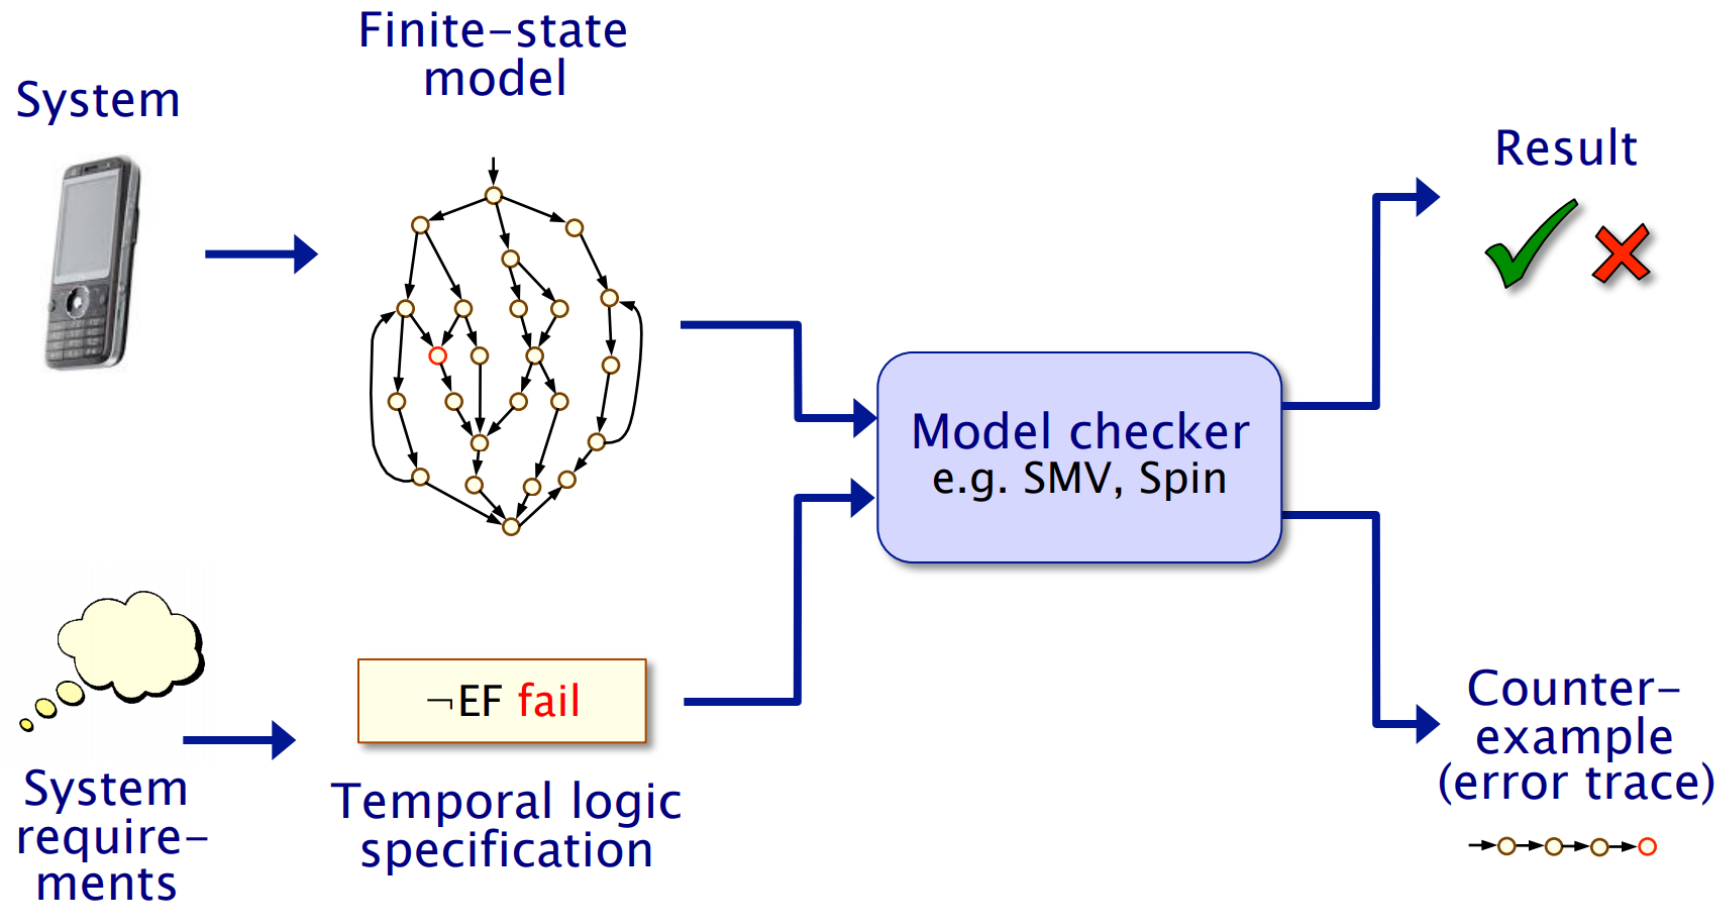 Finite-state
model
System
Result
Model checker
e.g. SMV, Spin
¬EF fail
System
require-
ments
Temporal logic
specification
Counter-
example
(error trace)